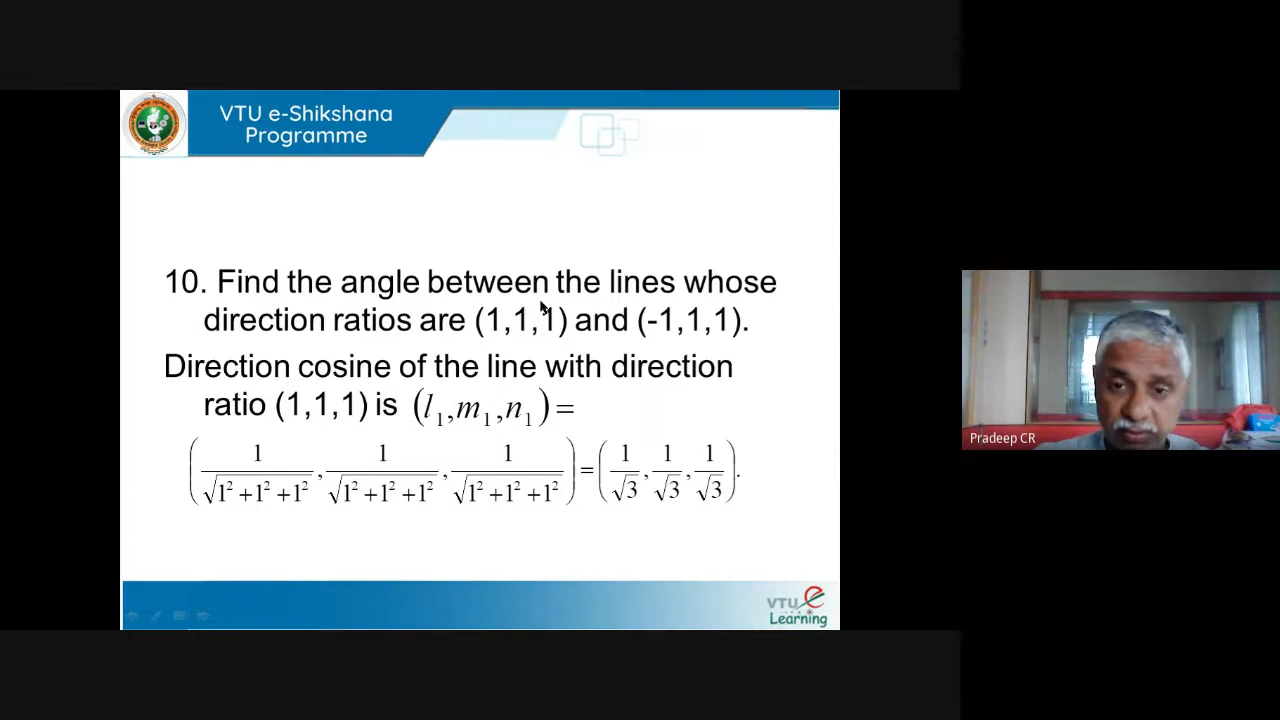 VTU e-Shikshana
Programme
10. Find the angle between the lines whose
direction ratios are (1,1,1) and (-1,1,1).
Direction cosine of the line with direction
ratio (1,1,1) is (l₁,m₁,n₁)=
(1/√(1²+1²+1²), 1/√(1²+1²+1²), 1/√(1²+1²+1²)) = (1/√3, 1/√3, 1/√3).
Pradeep CR
VTU e
Learning